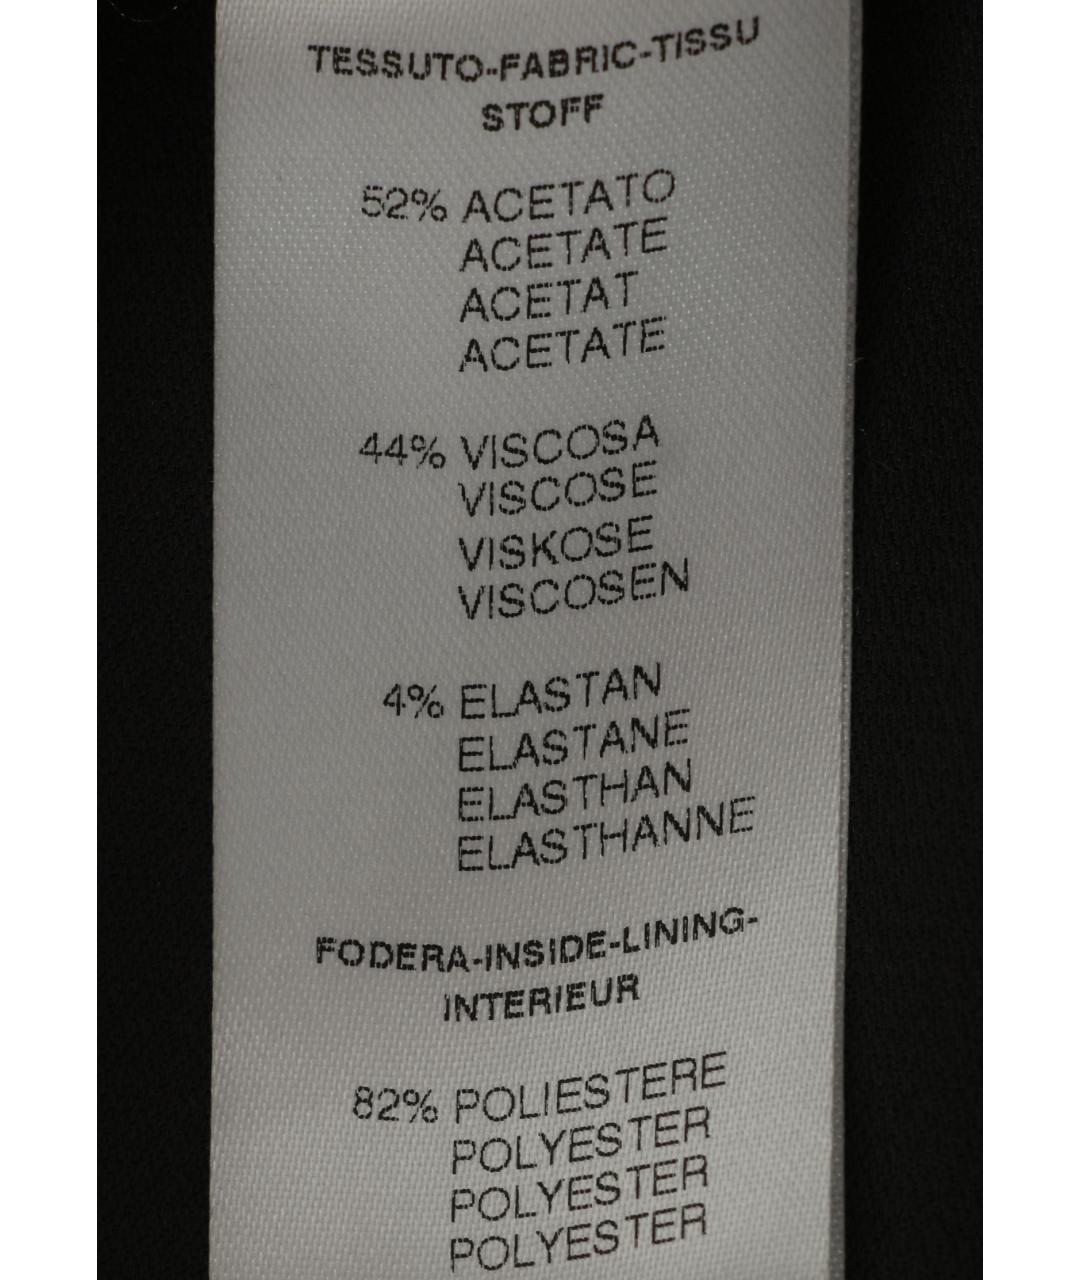 TESSUTO-FABRIC-TISSU
STOFF
52% ACETATO
ACETATE
ACETAT
ACETATE
44% VISCOSA
VISCOSE
VISKOSE
VISCOSEN
4% ELASTAN
ELASTANE
ELASTHAN
ELASTHANNE
FODERA-INSIDE-LINING-
INTERIEUR
82% POLIESTERE
POLYESTER
POLYESTER
POLYESTER